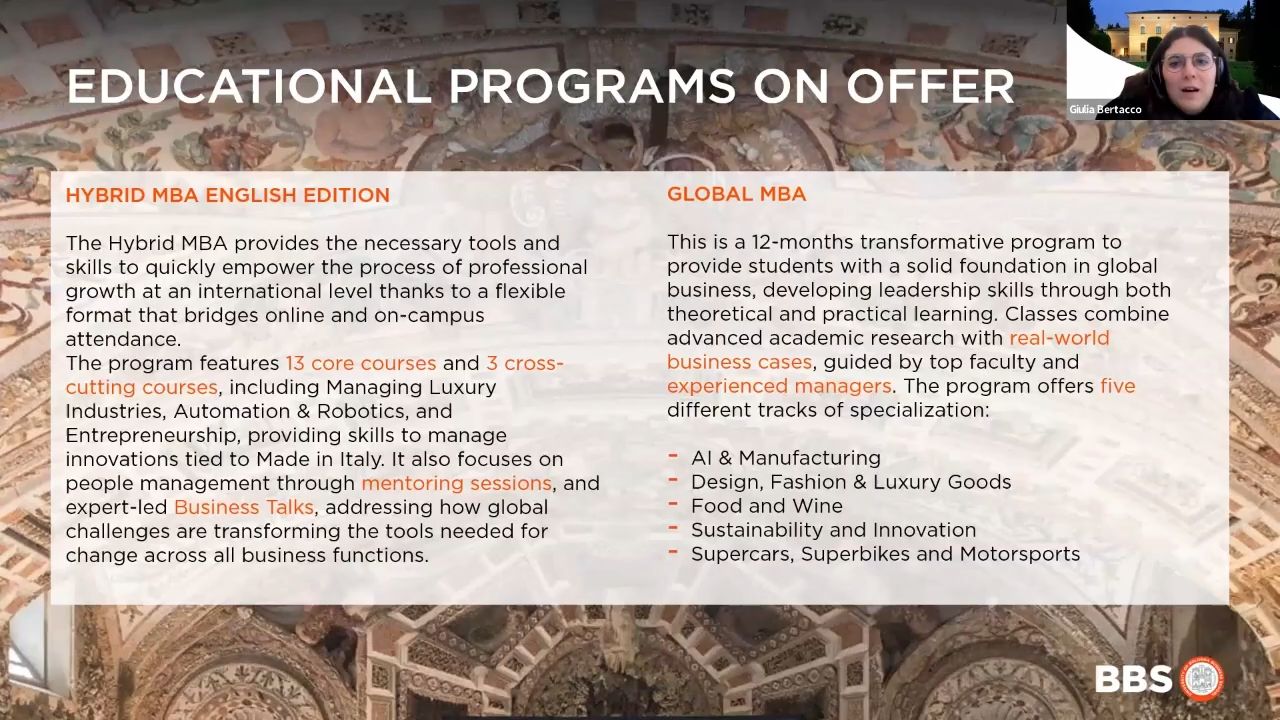 EDUCATIONAL PROGRAMS ON OFFER
Giulia Bertacco
HYBRID MBA ENGLISH EDITION
The Hybrid MBA provides the necessary tools and
skills to quickly empower the process of professional
growth at an international level thanks to a flexible
format that bridges online and on-campus
attendance.
The program features 13 core courses and 3 cross-
cutting courses, including Managing Luxury
Industries, Automation & Robotics, and
Entrepreneurship, providing skills to manage
innovations tied to Made in Italy. It also focuses on
people management through mentoring sessions, and
expert-led Business Talks, addressing how global
challenges are transforming the tools needed for
change across all business functions.
GLOBAL MBA
This is a 12-months transformative program to
provide students with a solid foundation in global
business, developing leadership skills through both
theoretical and practical learning. Classes combine
advanced academic research with real-world
business cases, guided by top faculty and
experienced managers. The program offers five
different tracks of specialization:
- AI & Manufacturing
- Design, Fashion & Luxury Goods
- Food and Wine
- Sustainability and Innovation
- Supercars, Superbikes and Motorsports
BBS